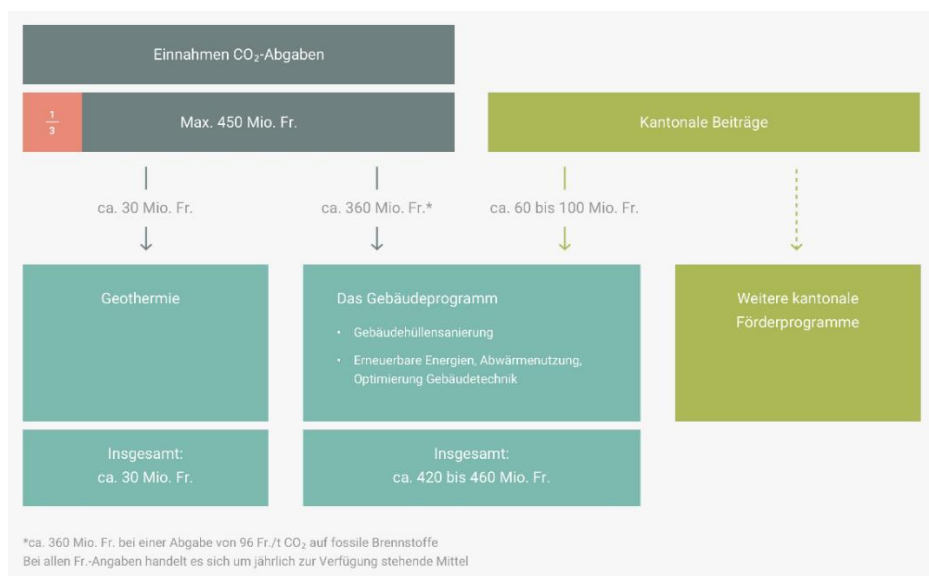 Einnahmen CO₂-Abgaben
1
3
Max. 450 Mio. Fr.
Kantonale Beiträge
ca. 30 Mio. Fr.
ca. 360 Mio. Fr.*
ca. 60 bis 100 Mio. Fr.
Geothermie
Das Gebäudeprogramm
• Gebäudehüllensanierung
• Erneuerbare Energien, Abwärmenutzung,
Optimierung Gebäudetechnik
Weitere kantonale
Förderprogramme
Insgesamt:
ca. 30 Mio. Fr.
Insgesamt:
ca. 420 bis 460 Mio. Fr.
*ca. 360 Mio. Fr. bei einer Abgabe von 96 Fr./t CO₂ auf fossile Brennstoffe
Bei allen Fr.-Angaben handelt es sich um jährlich zur Verfügung stehende Mittel